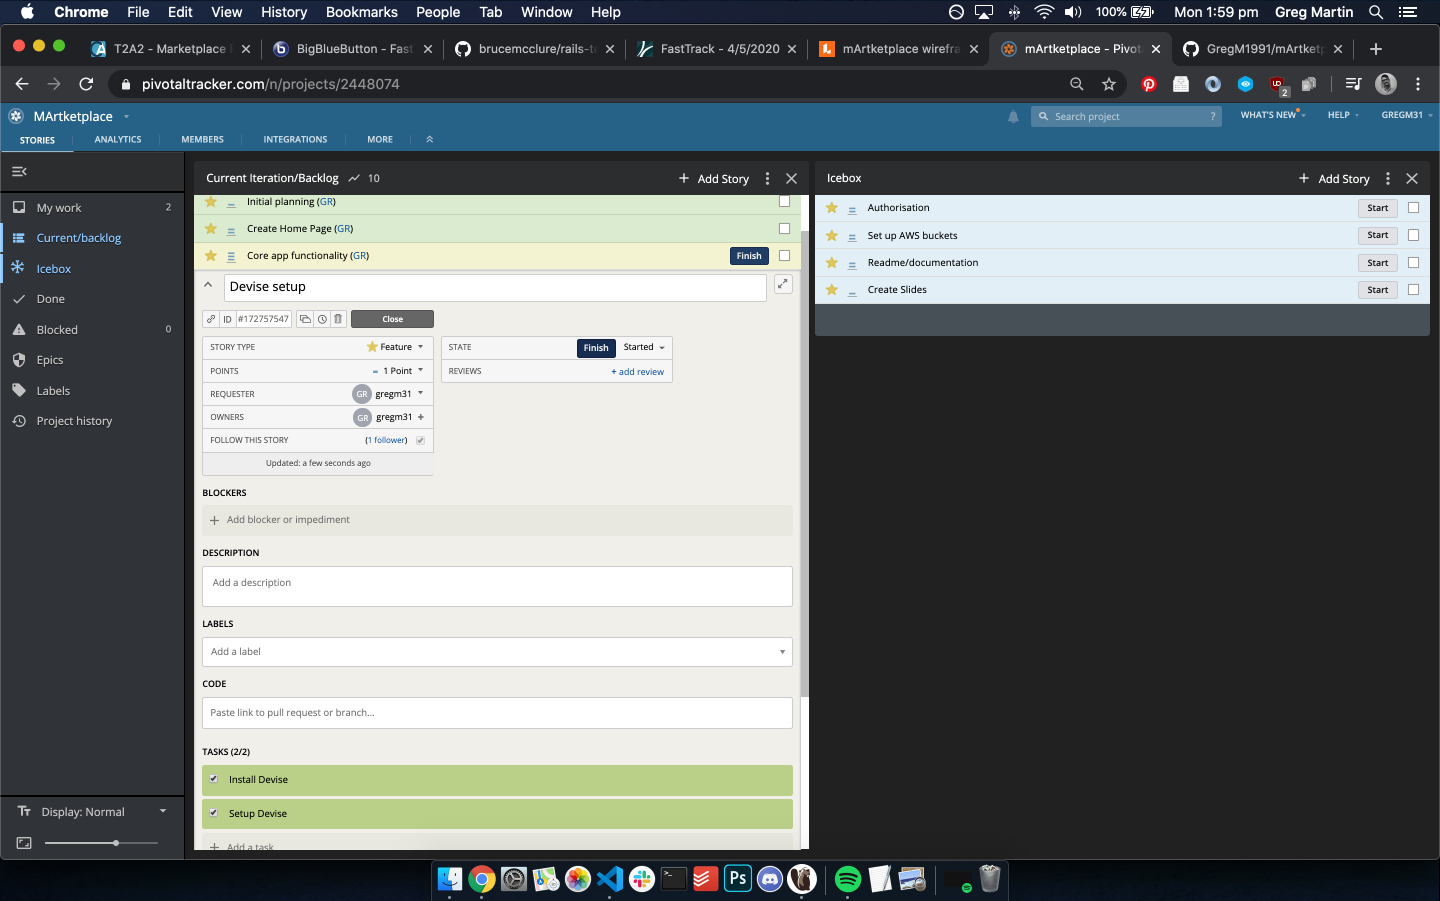 Chrome File Edit View History Bookmarks People Tab Window Help 100% Mon 1:59 pm Greg Martin
T2A2 - Marketplace BigBlueButton - Fast brucemcclure/rails-te FastTrack - 4/5/2020 mArtketplace wirefra mArtketplace - Pivot GregM1991/mArtketp
pivotaltracker.com/n/projects/2448074 2
MArtketplace Search project ? WHAT'S NEW HELP GREGM31
STORIES ANALYTICS MEMBERS INTEGRATIONS MORE
My work 2
Current/backlog
Icebox
Done
Blocked 0
Epics
Labels
Project history
Display: Normal
Current Iteration/Backlog 10 + Add Story
Initial planning (GR)
Create Home Page (GR)
Core app functionality (GR) Finish
Devise setup
ID #172757547 Close
STORY TYPE Feature
POINTS 1 Point
REQUESTER GR gregm31
OWNERS GR gregm31 +
FOLLOW THIS STORY (1 follower)
Updated: a few seconds ago
STATE Finish Started
REVIEWS + add review
BLOCKERS
+ Add blocker or impediment
DESCRIPTION
Add a description
LABELS
Add a label
CODE
Paste link to pull request or branch...
TASKS (2/2)
Install Devise
Setup Devise
+ Add a task
Icebox + Add Story
Authorisation Start
Set up AWS buckets Start
Readme/documentation Start
Create Slides Start
Ps